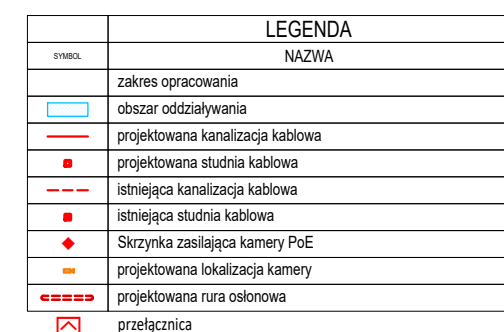 LEGENDA
SYMBOL NAZWA
zakres opracowania
obszar oddziaływania
projektowana kanalizacja kablowa
projektowana studnia kablowa
istniejąca kanalizacja kablowa
istniejąca studnia kablowa
Skrzynka zasilająca kamery PoE
projektowana lokalizacja kamery
projektowana rura osłonowa
przełącznica